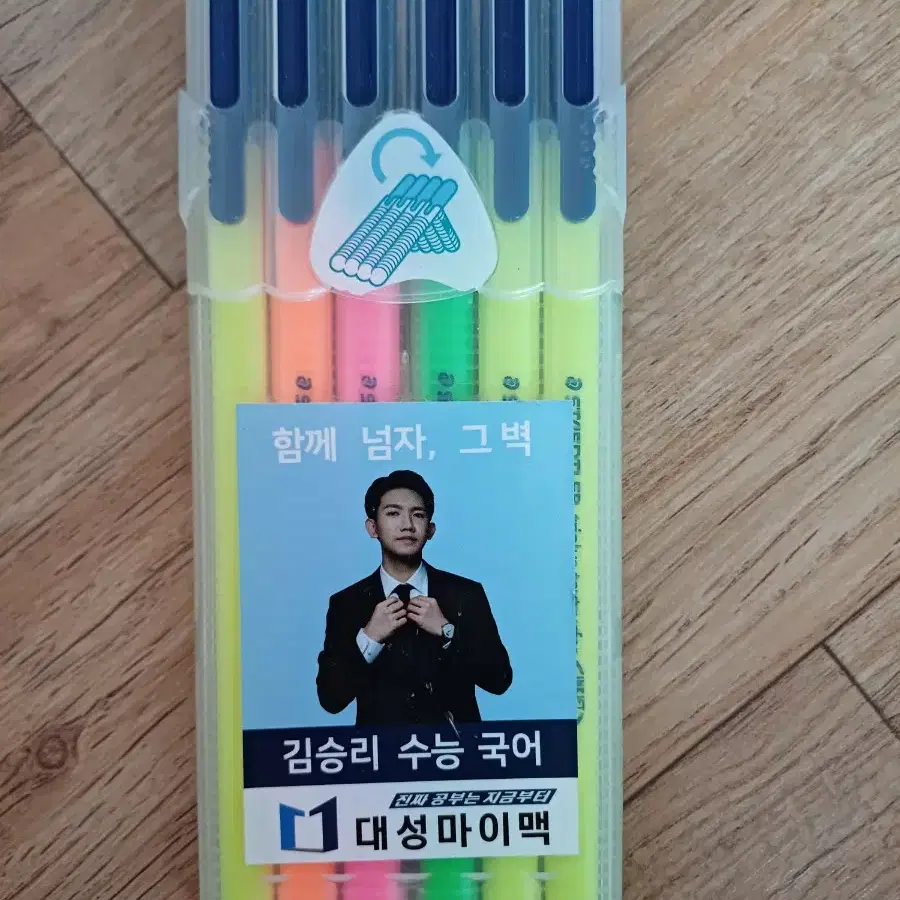 함께 넘자, 그 벽
김승리 수능 국어
진짜 공부는 지금부터
대성마이맥
STAEDTLER